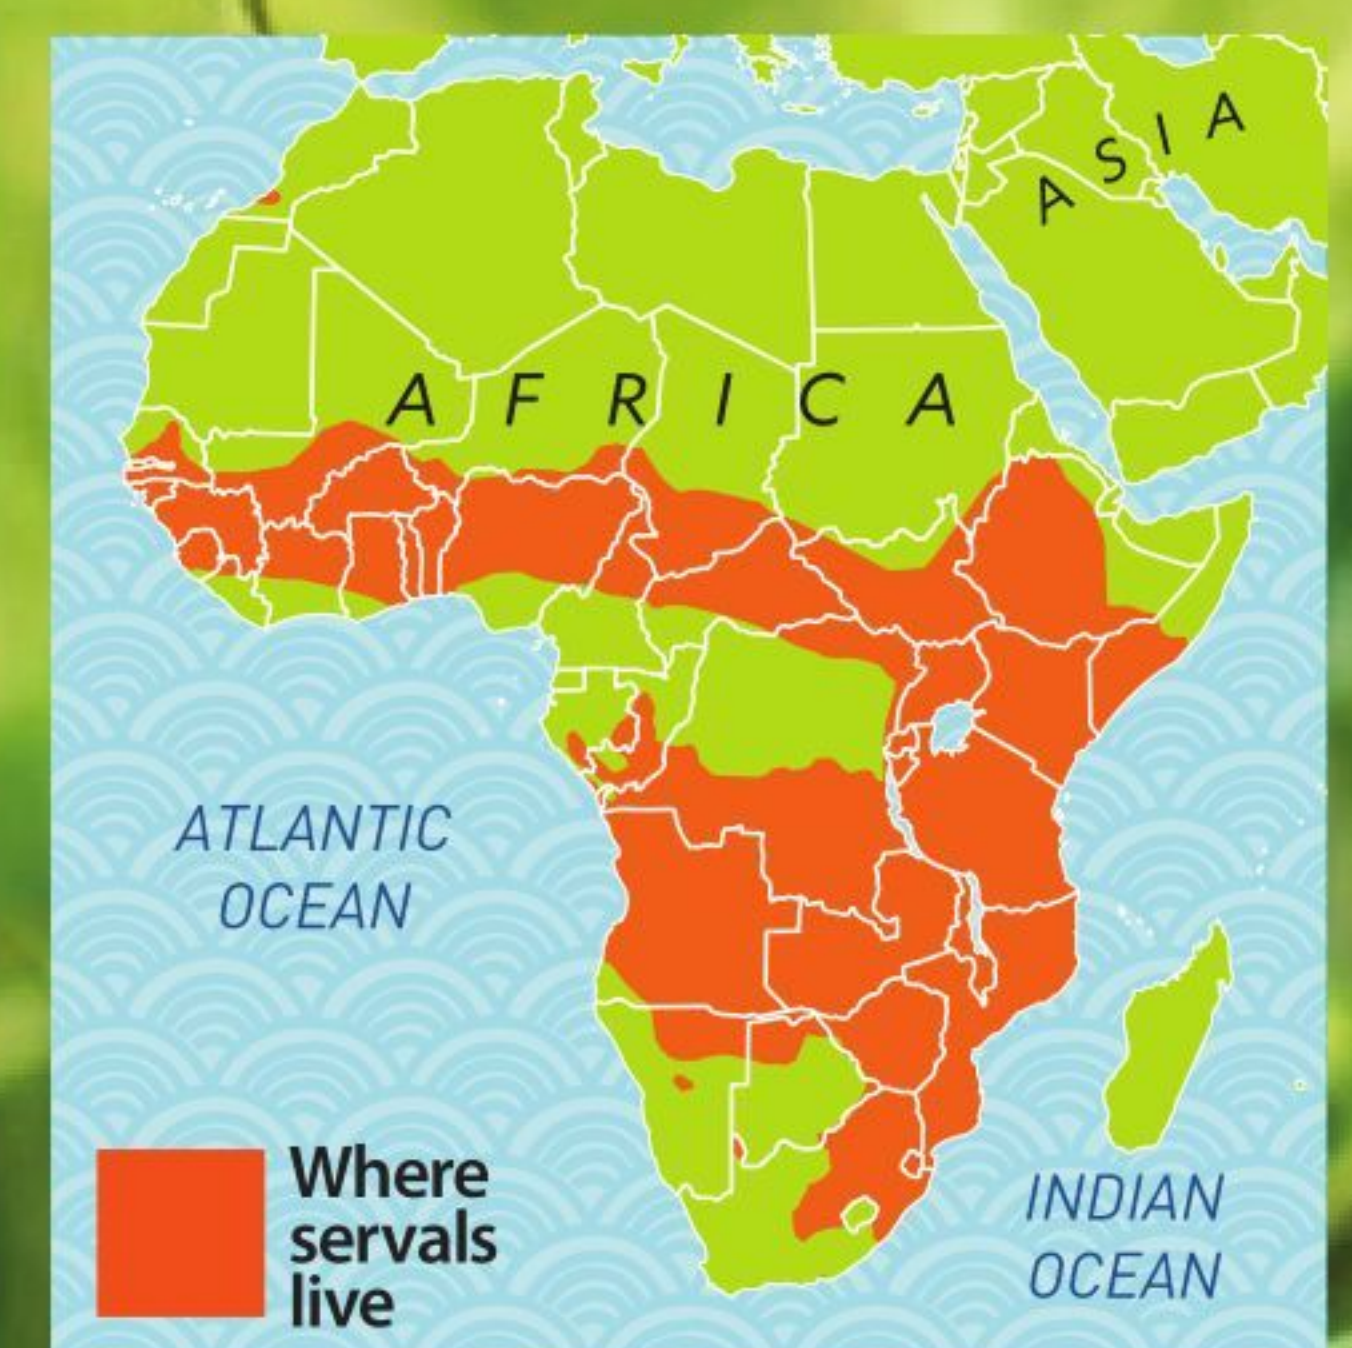 ASIA
AFRICA
ATLANTIC
OCEAN
INDIAN
OCEAN
Where
servals
live